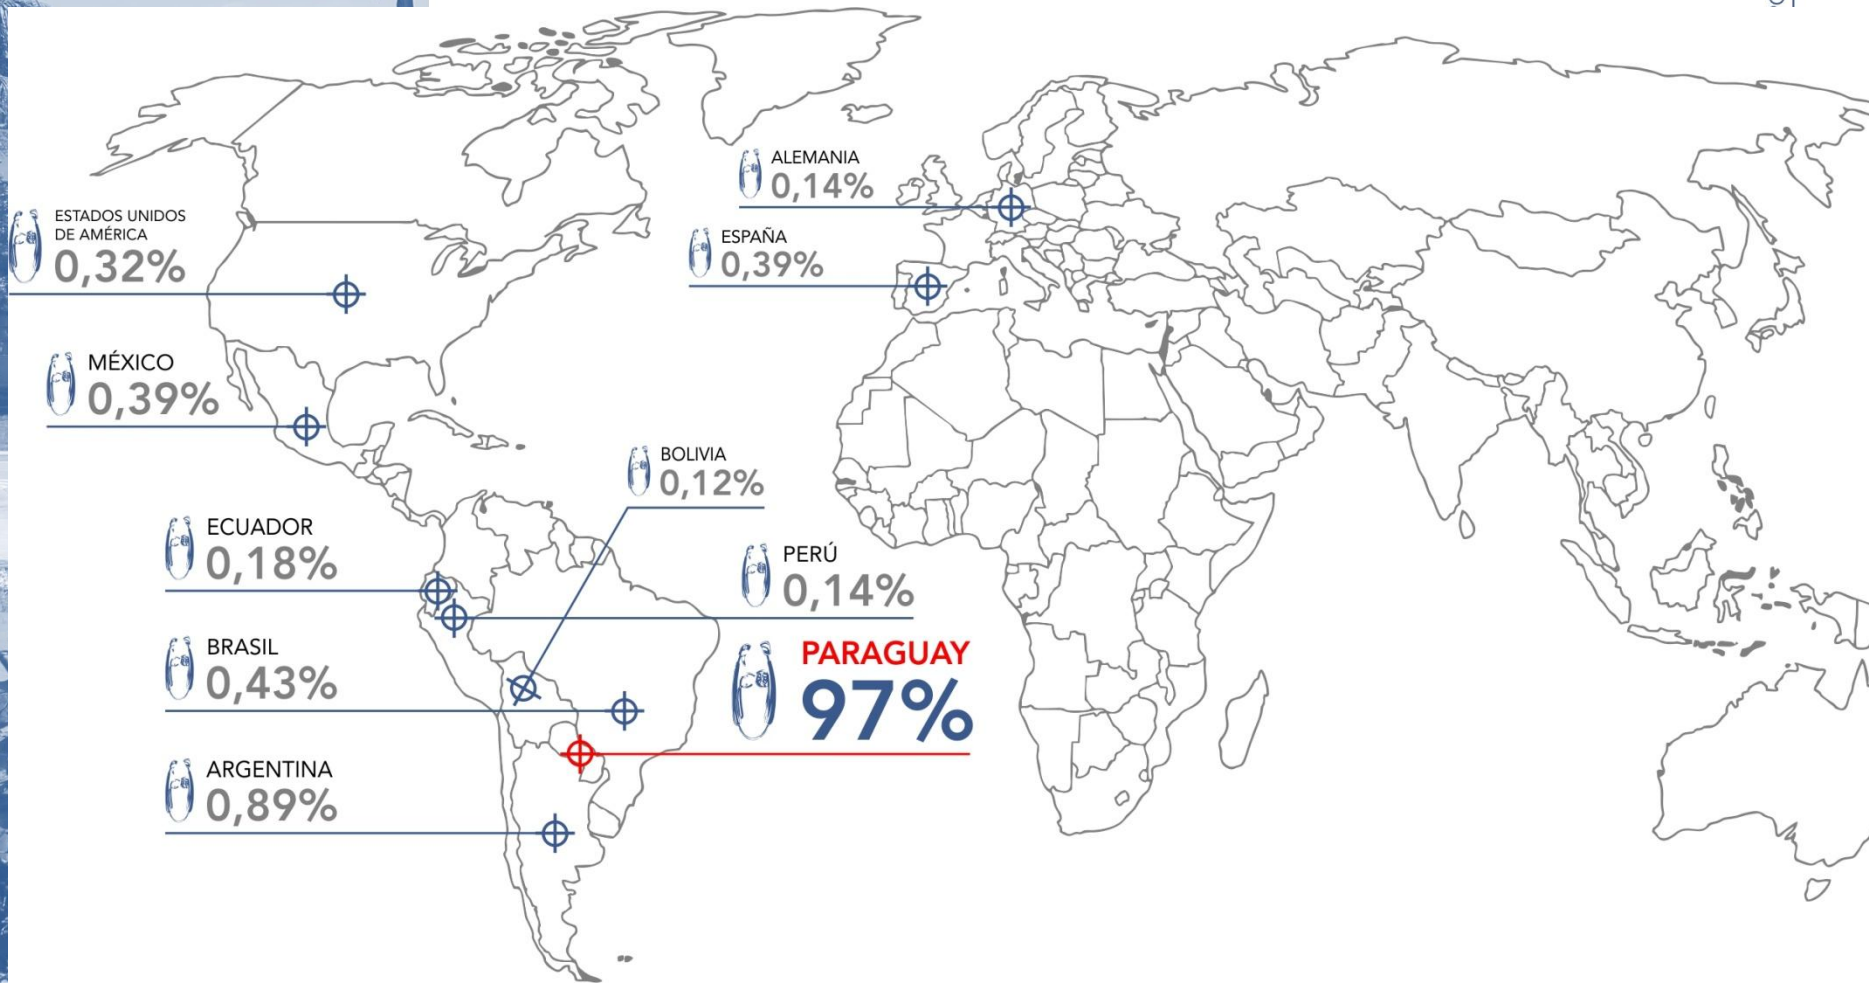 ALEMANIA
0,14%
ESTADOS UNIDOS
DE AMÉRICA
0,32%
ESPAÑA
0,39%
MÉXICO
0,39%
BOLIVIA
0,12%
ECUADOR
0,18%
PERÚ
0,14%
BRASIL
0,43%
PARAGUAY
97%
ARGENTINA
0,89%